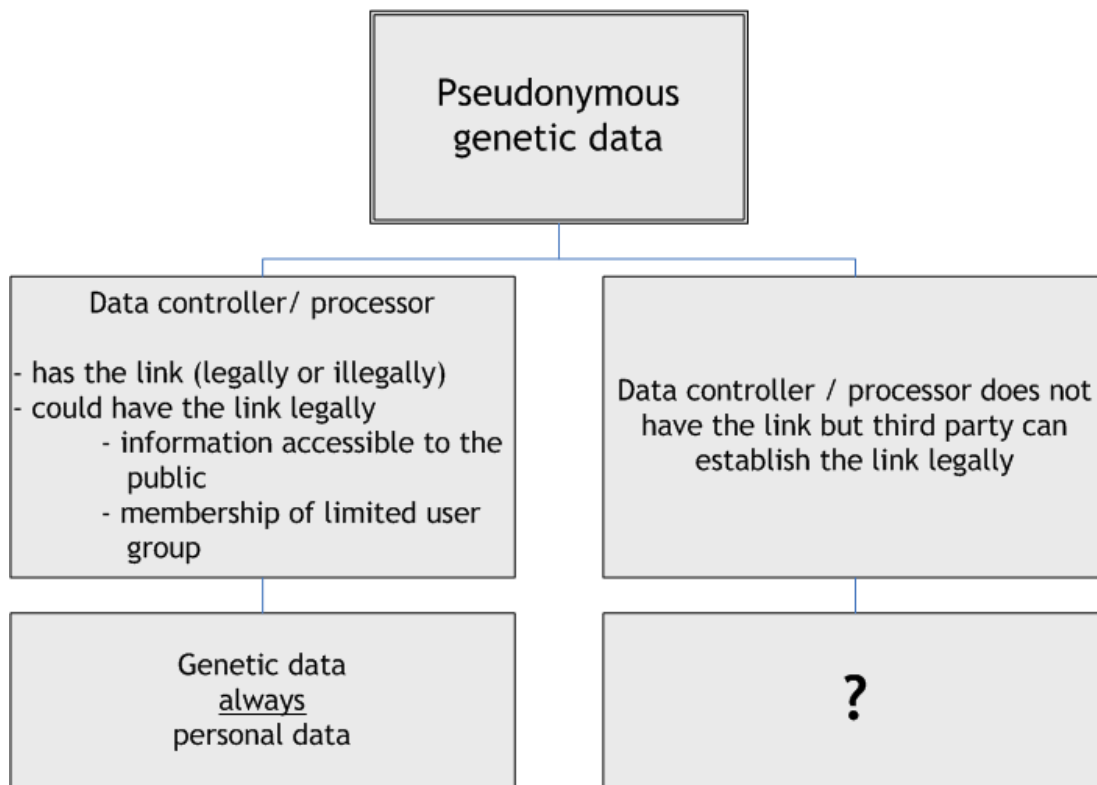 Pseudonymous
genetic data
Data controller/ processor
- has the link (legally or illegally)
- could have the link legally
- information accessible to the
public
- membership of limited user
group
Data controller / processor does not
have the link but third party can
establish the link legally
Genetic data
always
personal data
?